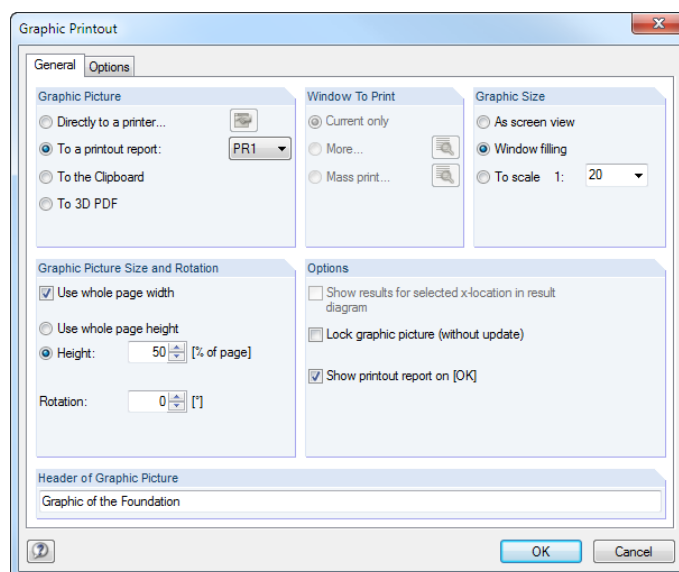 Graphic Printout
General
Options
Graphic Picture
Directly to a printer...
To a printout report:
PR1
To the Clipboard
To 3D PDF
Window To Print
Current only
More...
Mass print...
Graphic Size
As screen view
Window filling
To scale 1:
20
Graphic Picture Size and Rotation
Use whole page width
Use whole page height
Height:
50
[% of page]
Rotation:
0
[°]
Options
Show results for selected x-location in result
diagram
Lock graphic picture (without update)
Show printout report on [OK]
Header of Graphic Picture
Graphic of the Foundation
OK
Cancel